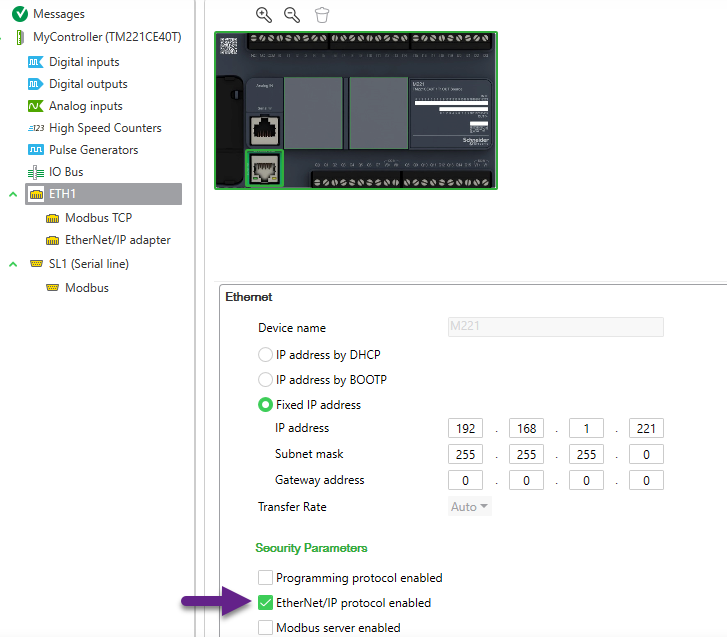 Messages
MyController (TM221CE40T)
Digital inputs
Digital outputs
Analog inputs
123 High Speed Counters
Pulse Generators
IO Bus
ETH1
Modbus TCP
EtherNet/IP adapter
SL1 (Serial line)
Modbus
Analog IN
M221
Schneider
Ethernet
Device name M221
IP address by DHCP
IP address by BOOTP
Fixed IP address
IP address 192 . 168 . 1 . 221
Subnet mask 255 . 255 . 255 . 0
Gateway address 0 . 0 . 0 . 0
Transfer Rate Auto
Security Parameters
Programming protocol enabled
EtherNet/IP protocol enabled
Modbus server enabled